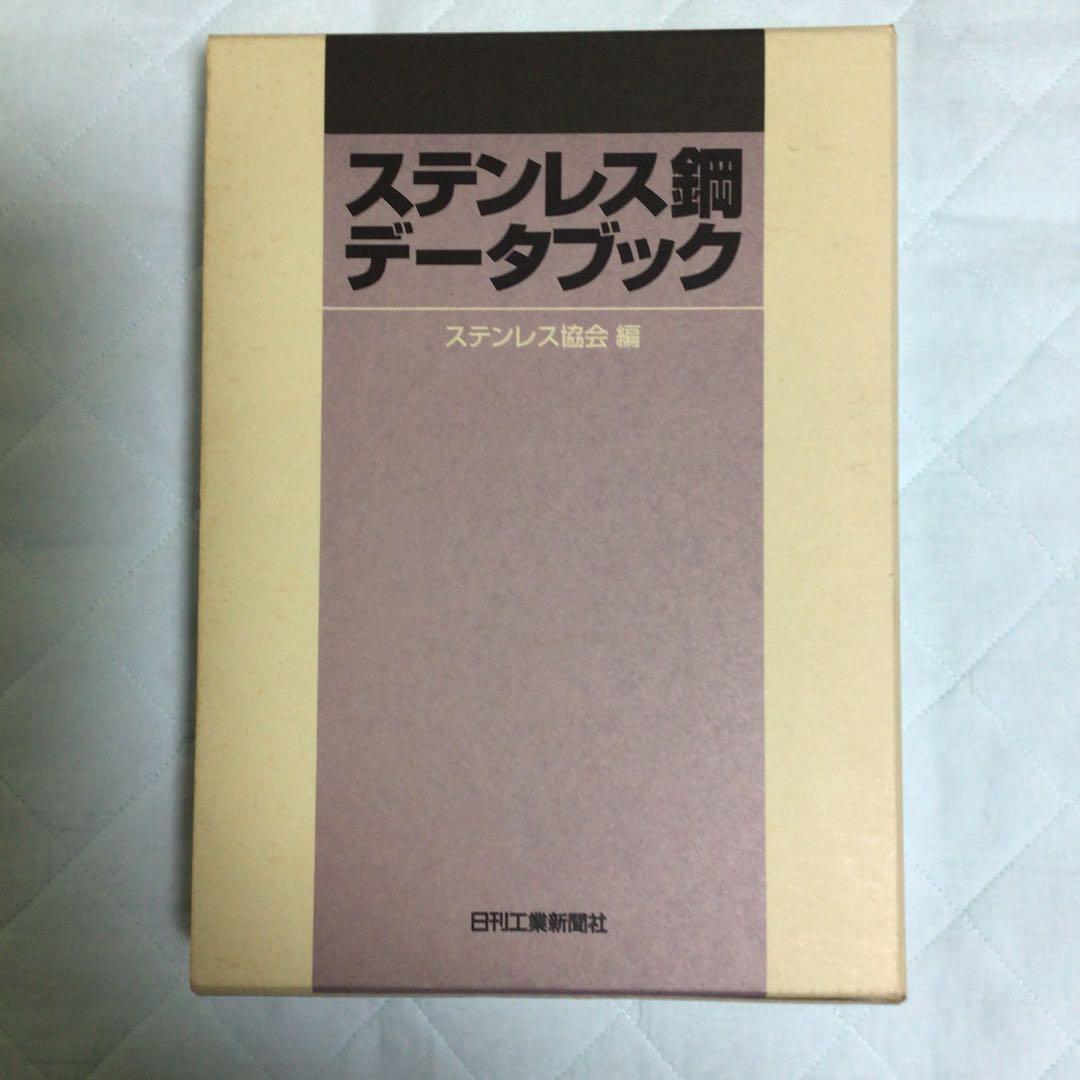 ステンレス鋼
データブック
ステンレス協会 編
日刊工業新聞社